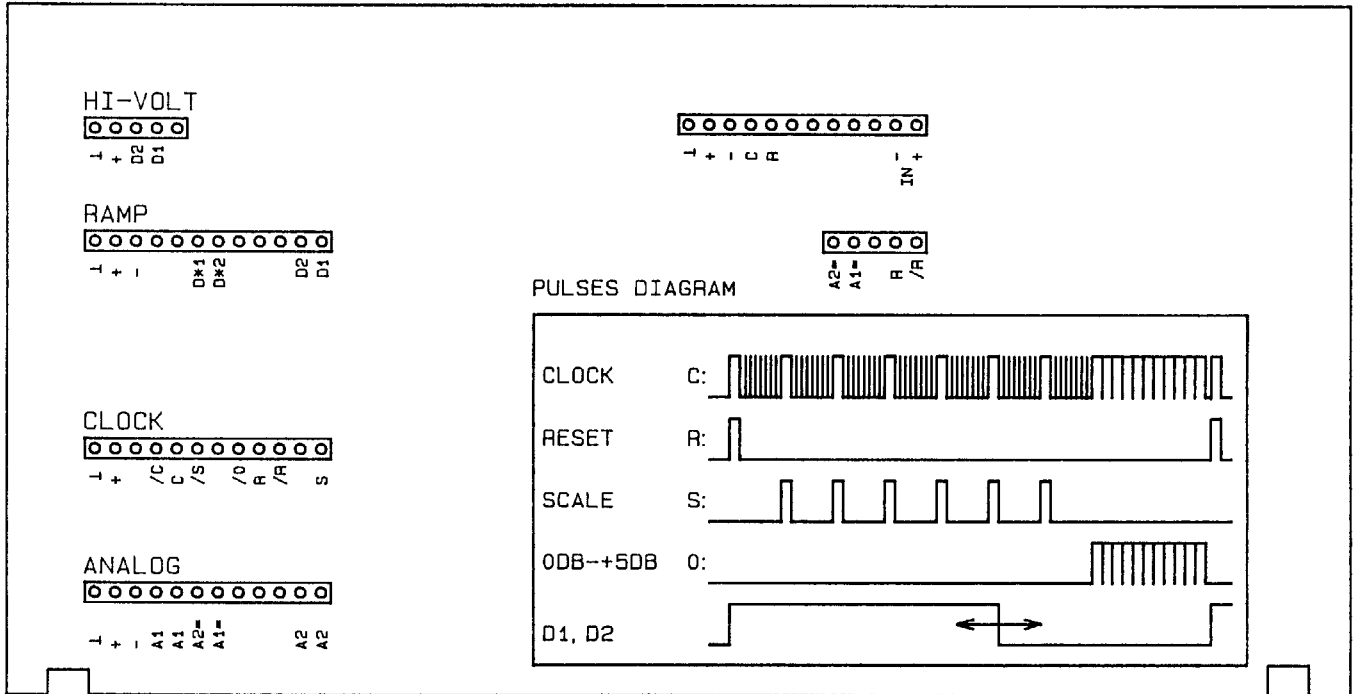 HI-VOLT
⊥ + D2 D1
⊥ + - C R - IN +
RAMP
⊥ + - D*1 D*2 D2 D1
A2= A1= R /R
PULSES DIAGRAM
CLOCK C:
RESET R:
SCALE S:
0DB-+5DB 0:
D1, D2
CLOCK
⊥ + /C C /S /0 R /R S
ANALOG
⊥ + - A1 A1 A2= A1= A2 A2